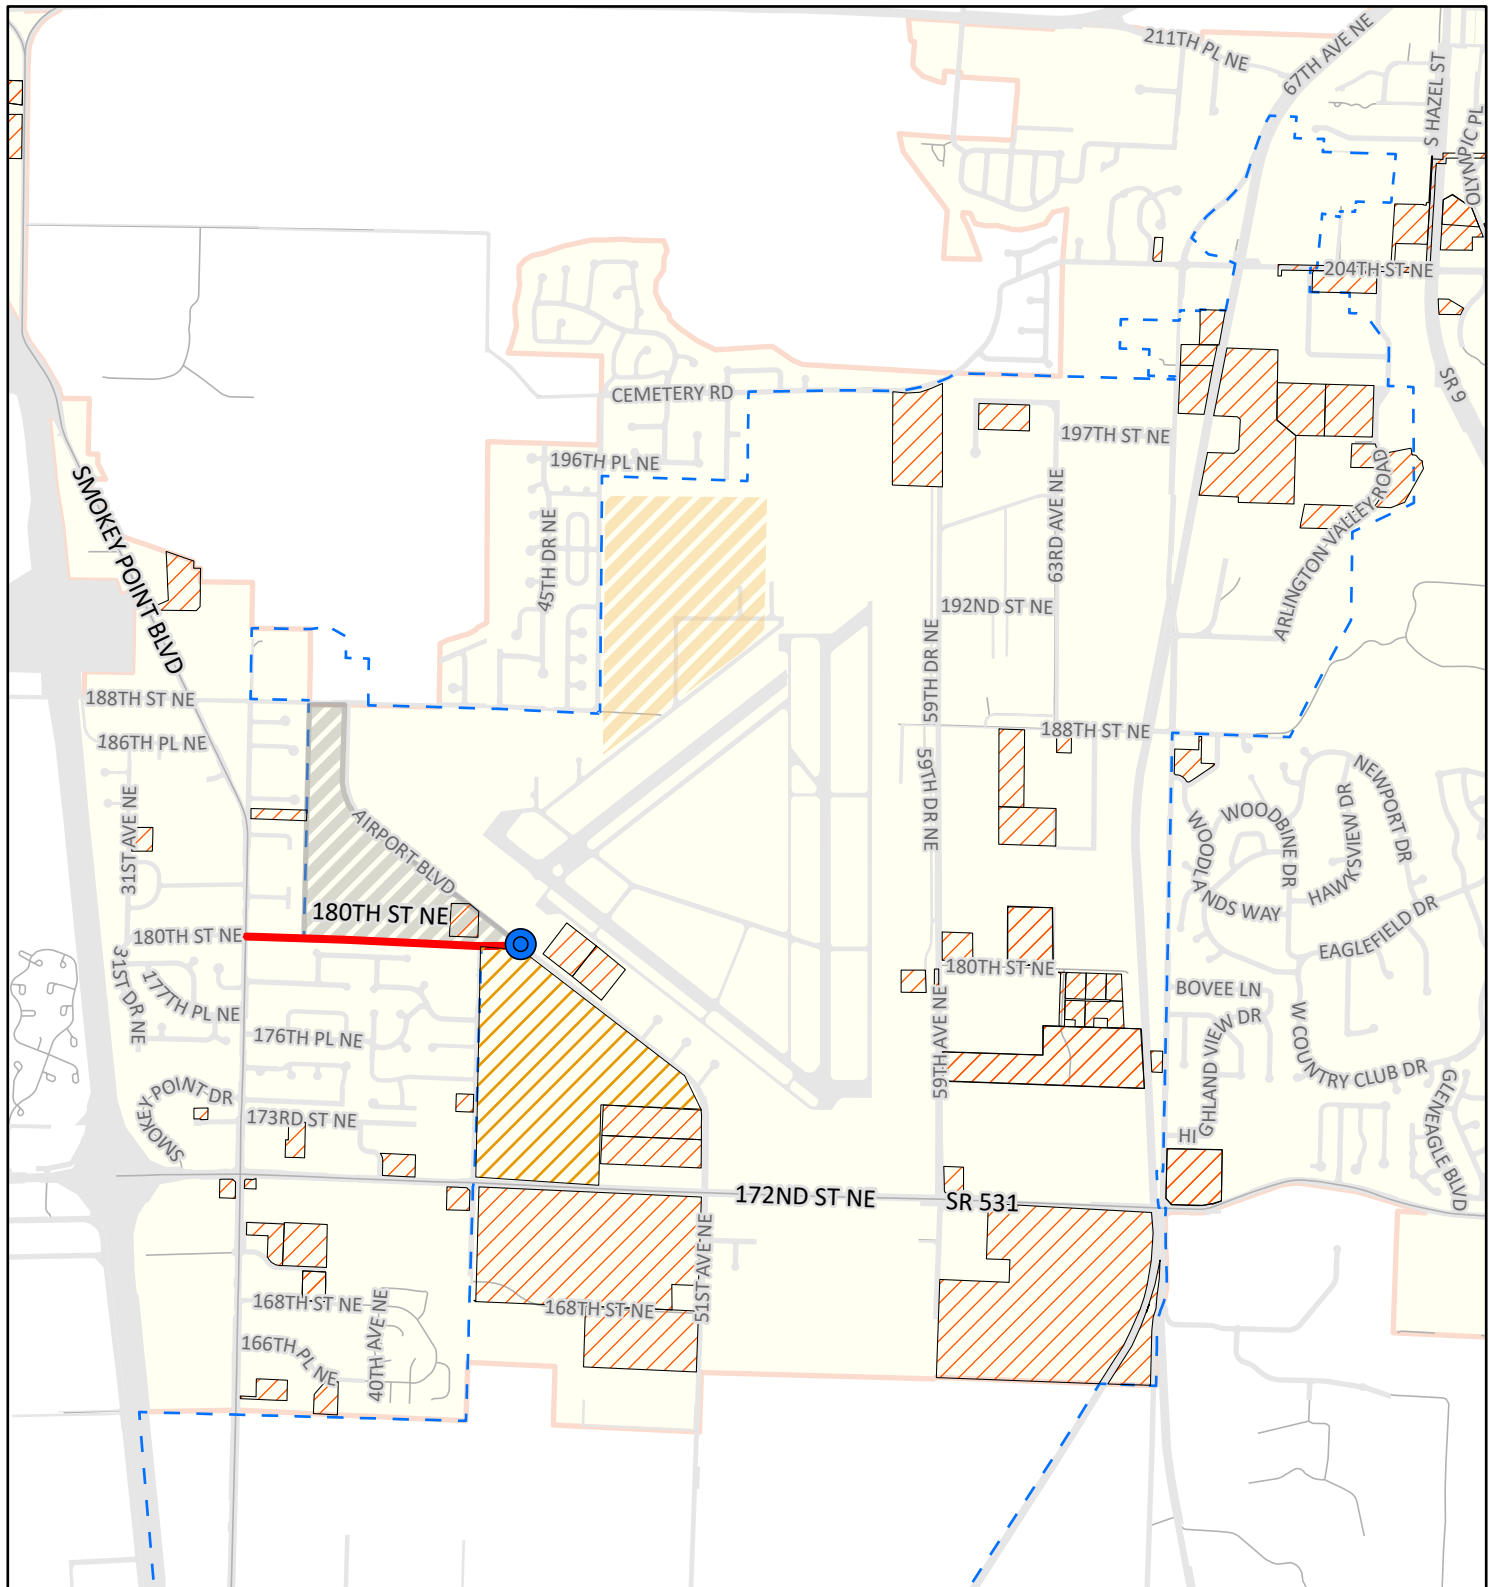 211TH PL NE
67TH AVE NE
S HAZEL ST
OLYMPIC PL
204TH ST NE
SR 9
CEMETERY RD
197TH ST NE
196TH PL NE
SMOKEY POINT BLVD
45TH DR NE
63RD AVE NE
ARLINGTON VALLEY ROAD
192ND ST NE
59TH DR NE
188TH ST NE
188TH ST NE
186TH PL NE
59TH DR NE
NEWPORT DR
31ST AVE NE
AIRPORT BLVD
WOODBINE DR
HAWKSVIEW DR
WOODLANDS WAY
180TH ST NE
180TH ST NE
EAGLEFIELD DR
31ST DR NE
177TH PL NE
180TH ST NE
BOVEE LN
176TH PL NE
59TH AVE NE
HIGHLAND VIEW DR
W COUNTRY CLUB DR
SMOKEY POINT DR
173RD ST NE
GLENEAGLE BLVD
172ND ST NE
SR 531
51ST AVE NE
168TH ST NE
168TH ST NE
40TH AVE NE
166TH PL NE